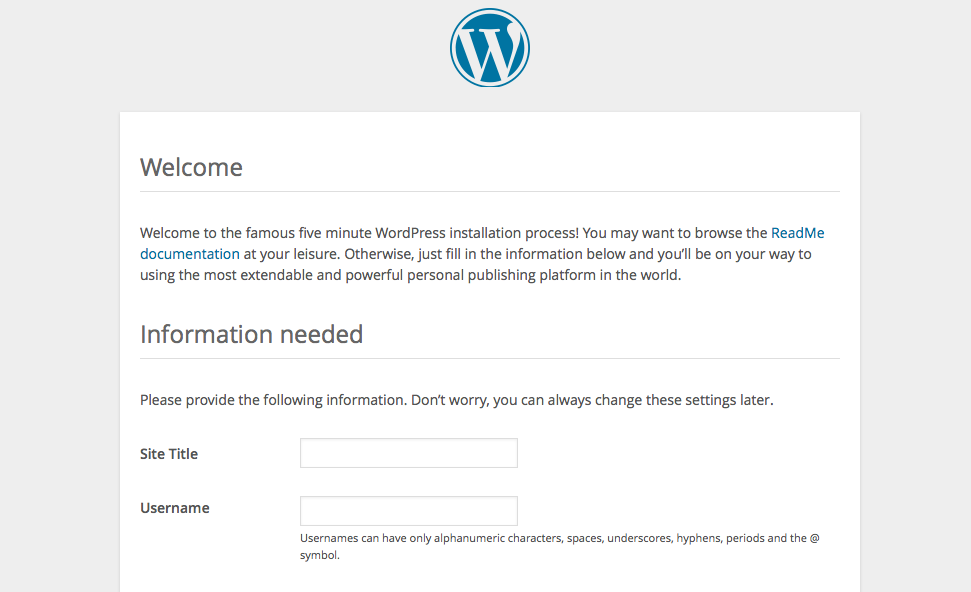 Welcome
Welcome to the famous five minute WordPress installation process! You may want to browse the ReadMe
documentation at your leisure. Otherwise, just fill in the information below and you’ll be on your way to
using the most extendable and powerful personal publishing platform in the world.
Information needed
Please provide the following information. Don’t worry, you can always change these settings later.
Site Title
Username
Usernames can have only alphanumeric characters, spaces, underscores, hyphens, periods and the @
symbol.